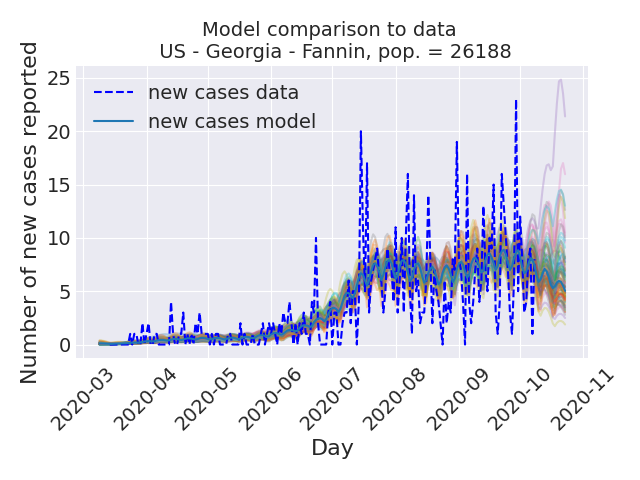 Model comparison to data
US - Georgia - Fannin, pop. = 26188
Number of new cases reported
25
20
15
10
5
0
new cases data
new cases model
2020-03
2020-04
2020-05
2020-06
2020-07
2020-08
2020-09
2020-10
2020-11
Day